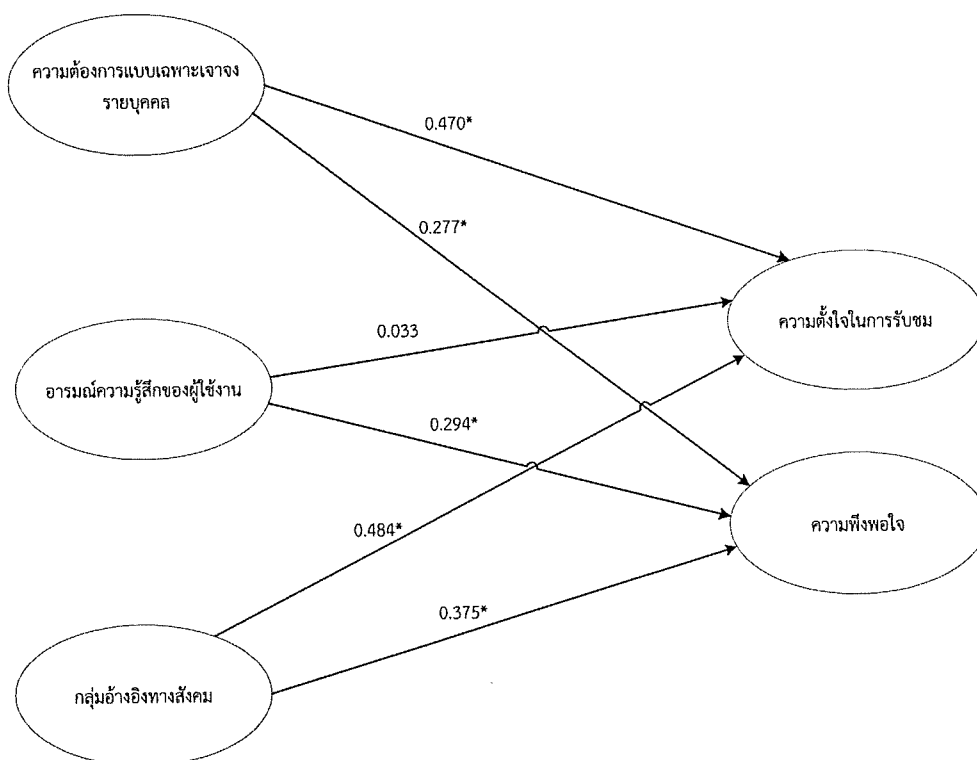 ความต้องการแบบเฉพาะเจาจง
รายบุคคล
0.470*
0.277*
ความตั้งใจในการรับชม
0.033
อารมณ์ความรู้สึกของผู้ใช้งาน
0.294*
ความพึงพอใจ
0.484*
0.375*
กลุ่มอ้างอิงทางสังคม